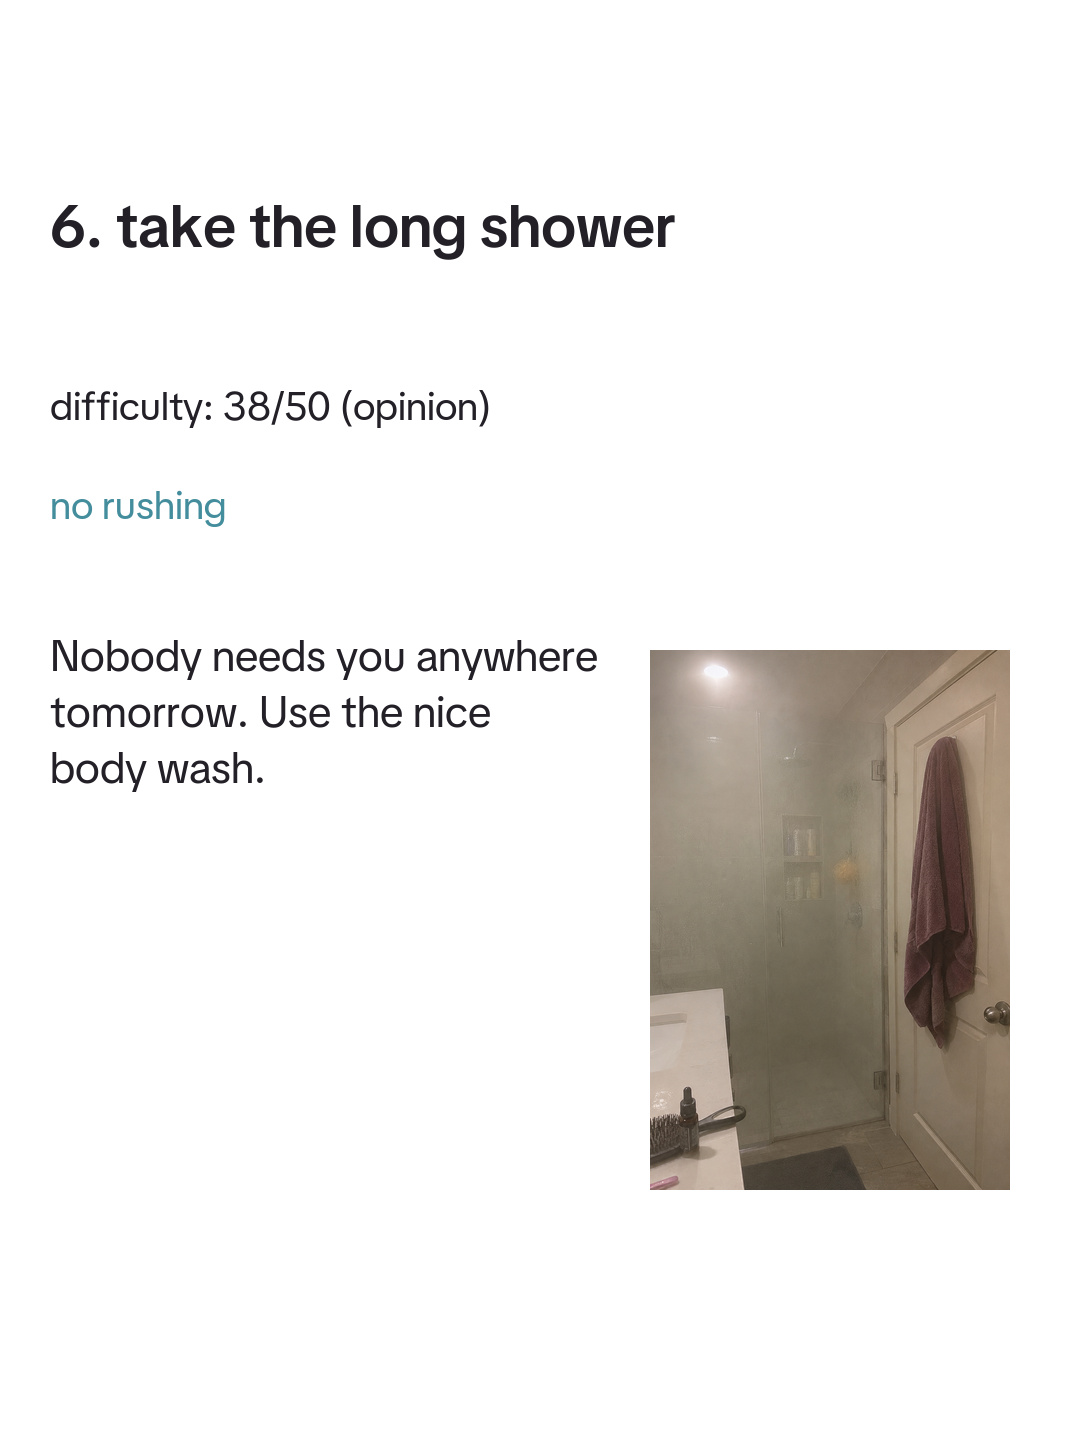 6. take the long shower
difficulty: 38/50 (opinion)
no rushing
Nobody needs you anywhere
tomorrow. Use the nice
body wash.